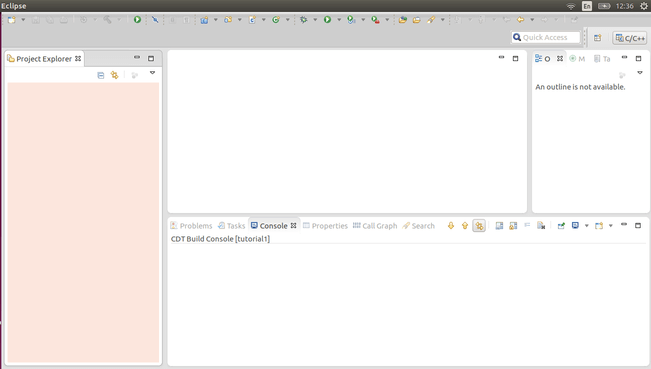 Eclipse En 12:36
Quick Access C/C++
Project Explorer O M Ta
An outline is not available.
Problems Tasks Console Properties Call Graph Search
CDT Build Console [tutorial1]